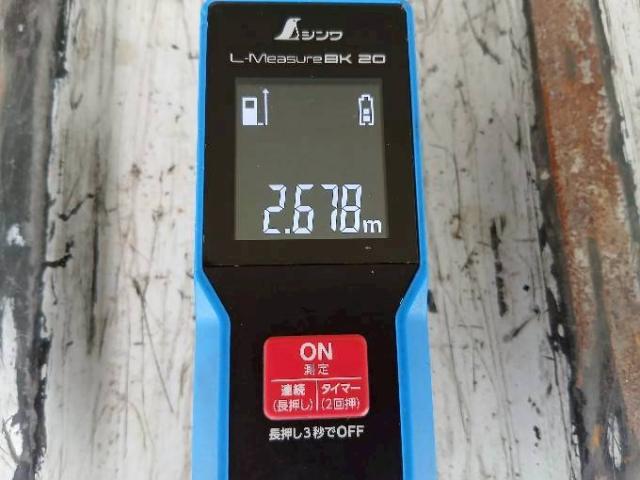 シンワ
L-Measure BK 20
2.678m
ON
測定
連続 タイマー
(長押し) (2回押)
長押し3秒でOFF